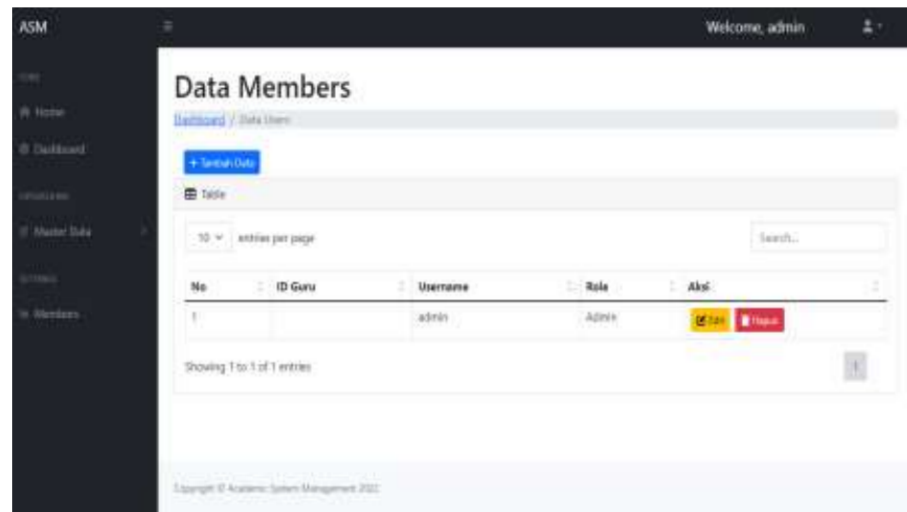 ASM
Welcome, admin
HOME
Home
Dashboard
Master Data
SETTINGS
Members
Data Members
Dashboard / Data Users
+ Tambah Data
Table
10 entries per page
Search...
No ID Guru Username Role Aksi
1 admin Admin Edit Hapus
Showing 1 to 1 of 1 entries
1
Copyright © Academic System Management 2022